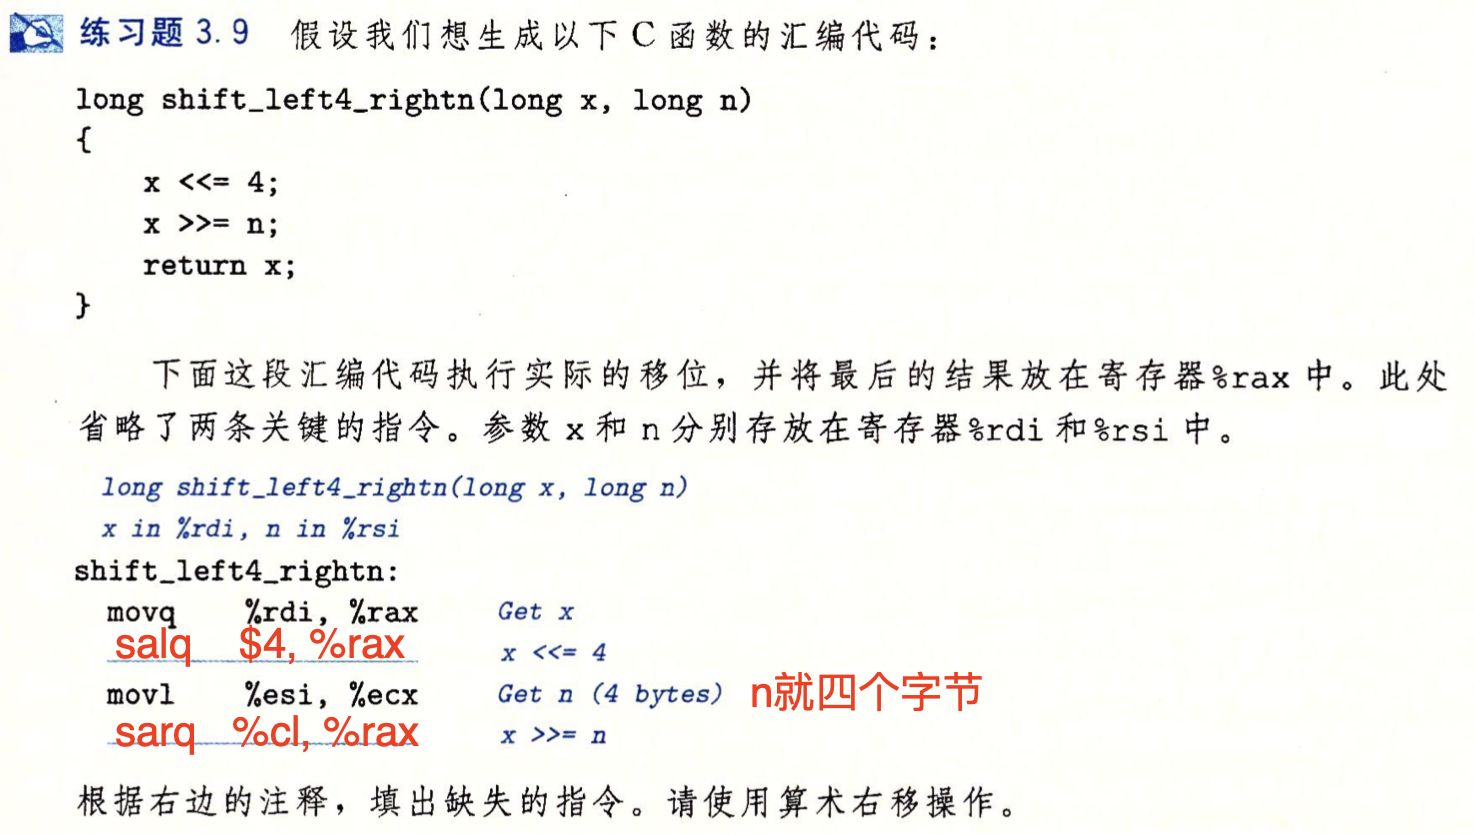 练习题 3.9 假设我们想生成以下 C 函数的汇编代码：
long shift_left4_rightn(long x, long n)
{
x <<= 4;
x >>= n;
return x;
}
下面这段汇编代码执行实际的移位，并将最后的结果放在寄存器%rax 中。此处
省略了两条关键的指令。参数 x 和 n 分别存放在寄存器%rdi 和%rsi 中。
long shift_left4_rightn(long x, long n)
x in %rdi, n in %rsi
shift_left4_rightn:
movq %rdi, %rax Get x
salq $4, %rax x <<= 4
movl %esi, %ecx Get n (4 bytes) n就四个字节
sarq %cl, %rax x >>= n
根据右边的注释，填出缺失的指令。请使用算术右移操作。